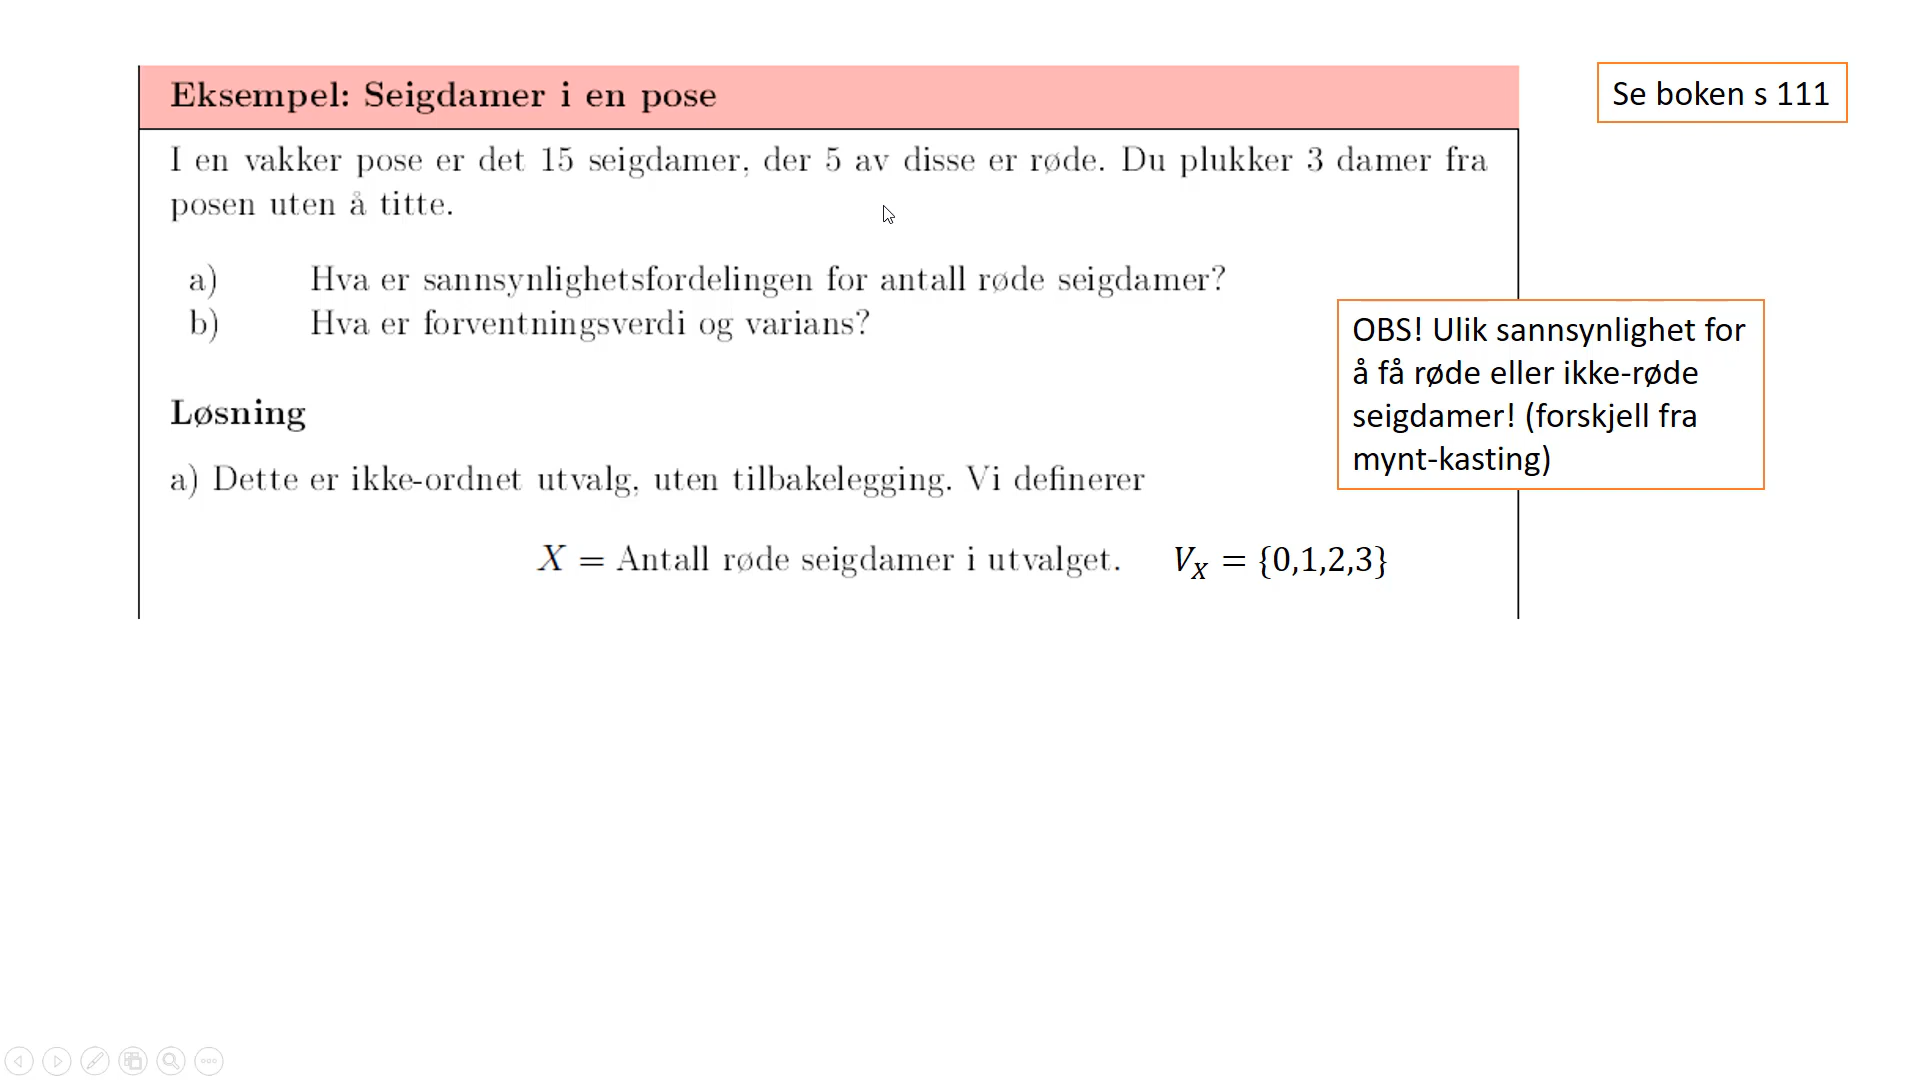 Eksempel: Seigdamer i en pose
Se boken s 111
I en vakker pose er det 15 seigdamer, der 5 av disse er røde. Du plukker 3 damer fra
posen uten å titte.
a) Hva er sannsynlighetsfordelingen for antall røde seigdamer?
b) Hva er forventningsverdi og varians?
OBS! Ulik sannsynlighet for
å få røde eller ikke-røde
seigdamer! (forskjell fra
mynt-kasting)
Løsning
a) Dette er ikke-ordnet utvalg, uten tilbakelegging. Vi definerer
X = Antall røde seigdamer i utvalget. V_X = {0,1,2,3}